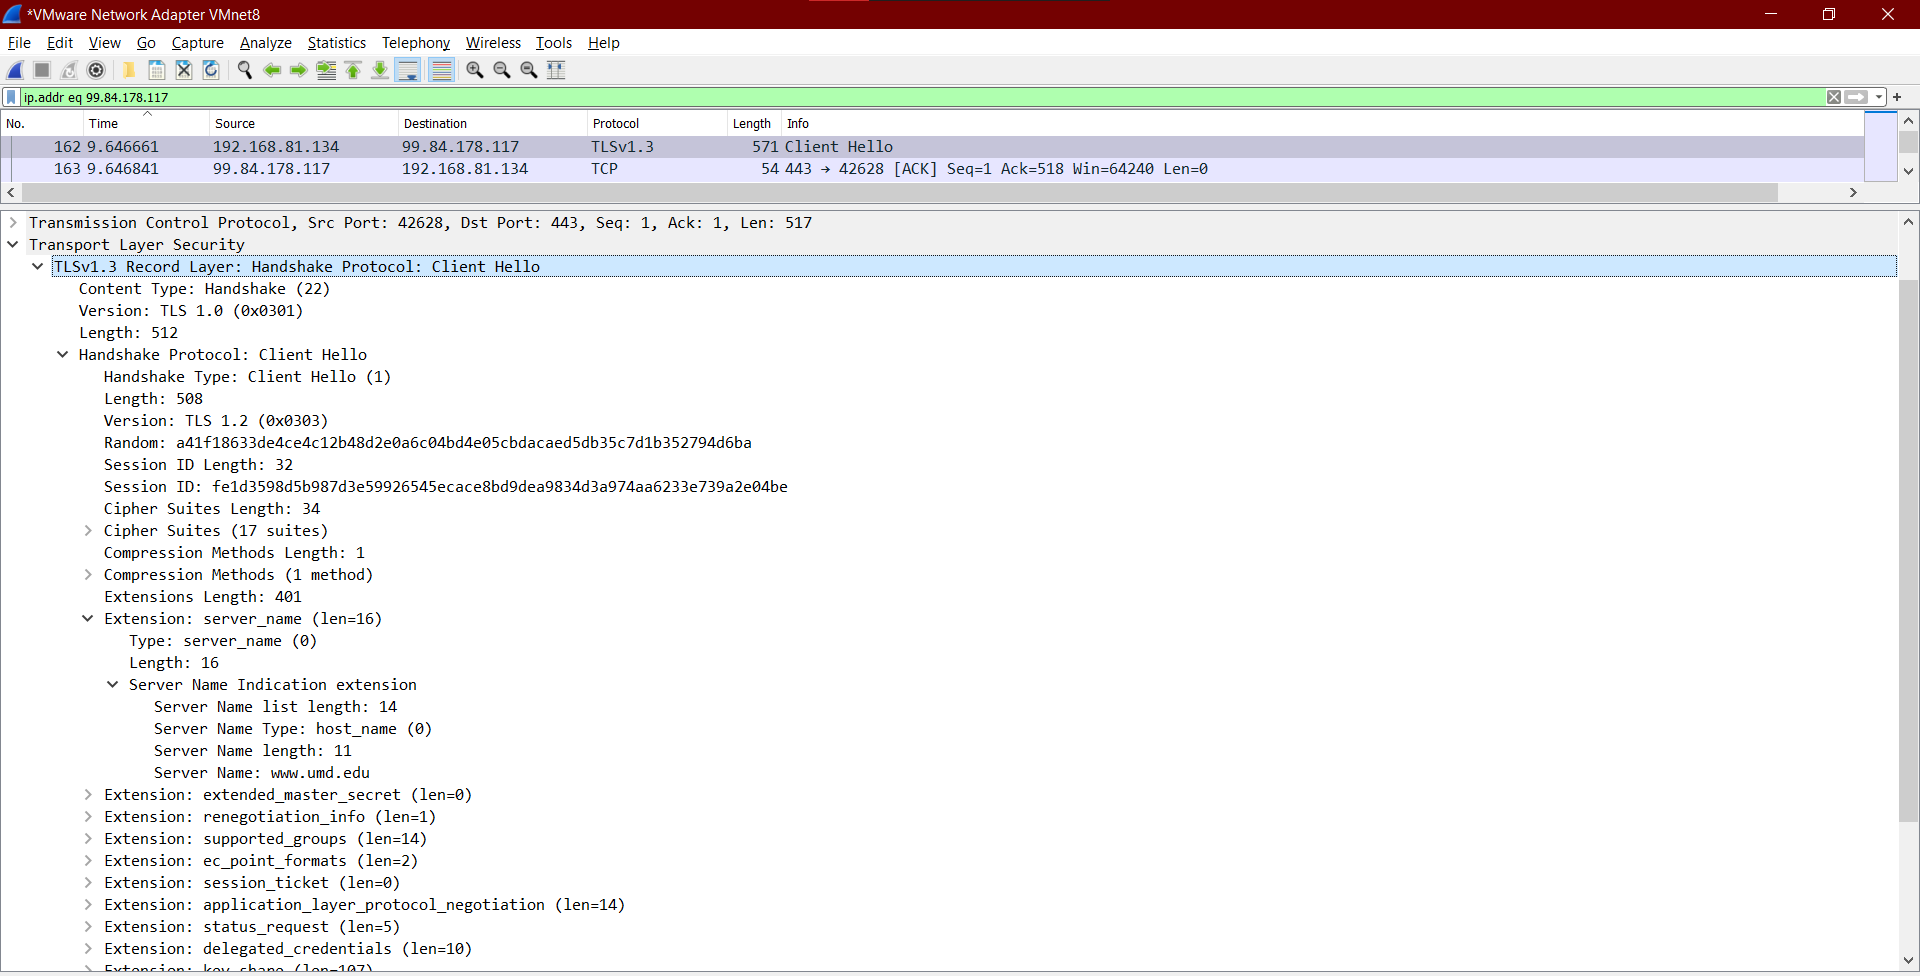 *VMware Network Adapter VMnet8
File Edit View Go Capture Analyze Statistics Telephony Wireless Tools Help
ip.addr eq 99.84.178.117
No. Time Source Destination Protocol Length Info
162 9.646661 192.168.81.134 99.84.178.117 TLSv1.3 571 Client Hello
163 9.646841 99.84.178.117 192.168.81.134 TCP 54 443 → 42628 [ACK] Seq=1 Ack=518 Win=64240 Len=0
Transmission Control Protocol, Src Port: 42628, Dst Port: 443, Seq: 1, Ack: 1, Len: 517
Transport Layer Security
TLSv1.3 Record Layer: Handshake Protocol: Client Hello
Content Type: Handshake (22)
Version: TLS 1.0 (0x0301)
Length: 512
Handshake Protocol: Client Hello
Handshake Type: Client Hello (1)
Length: 508
Version: TLS 1.2 (0x0303)
Random: a41f18633de4ce4c12b48d2e0a6c04bd4e05cbdacaed5db35c7d1b352794d6ba
Session ID Length: 32
Session ID: fe1d3598d5b987d3e59926545ecace8bd9dea9834d3a974aa6233e739a2e04be
Cipher Suites Length: 34
Cipher Suites (17 suites)
Compression Methods Length: 1
Compression Methods (1 method)
Extensions Length: 401
Extension: server_name (len=16)
Type: server_name (0)
Length: 16
Server Name Indication extension
Server Name list length: 14
Server Name Type: host_name (0)
Server Name length: 11
Server Name: www.umd.edu
Extension: extended_master_secret (len=0)
Extension: renegotiation_info (len=1)
Extension: supported_groups (len=14)
Extension: ec_point_formats (len=2)
Extension: session_ticket (len=0)
Extension: application_layer_protocol_negotiation (len=14)
Extension: status_request (len=5)
Extension: delegated_credentials (len=10)
Extension: key_share (len=107)